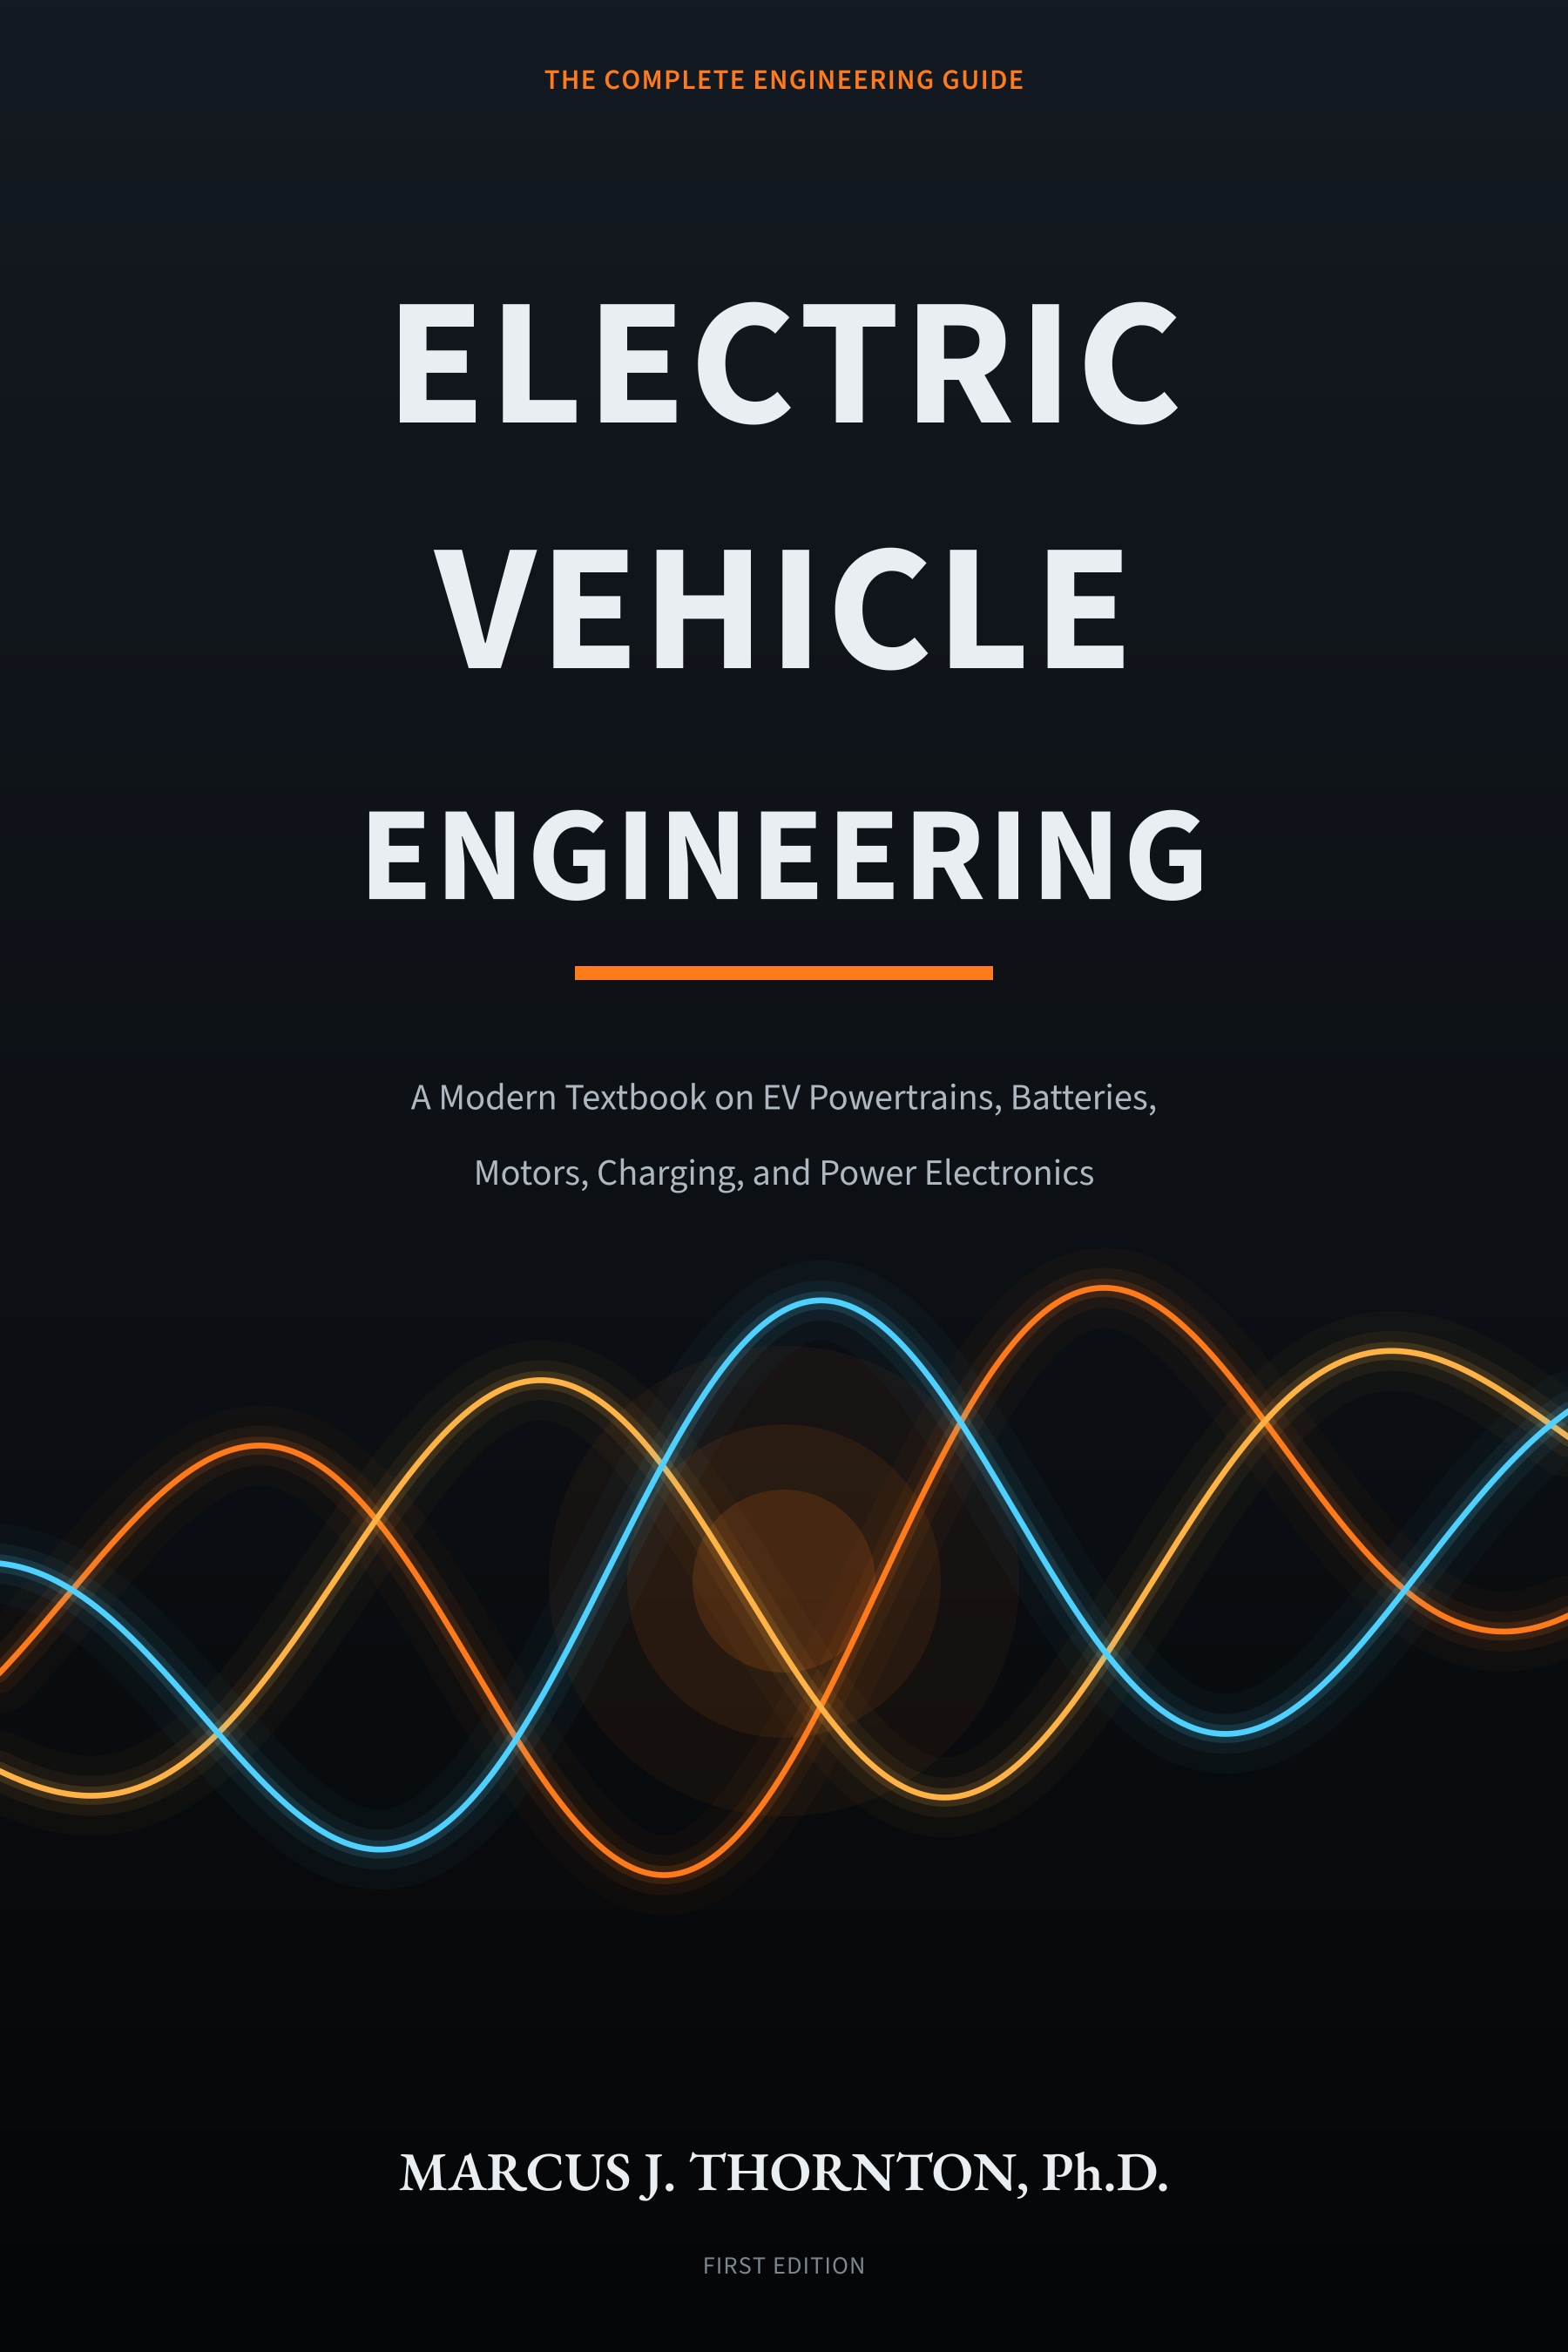 THE COMPLETE ENGINEERING GUIDE
ELECTRIC
VEHICLE
ENGINEERING
A Modern Textbook on EV Powertrains, Batteries,
Motors, Charging, and Power Electronics
MARCUS J. THORNTON, Ph.D.
FIRST EDITION